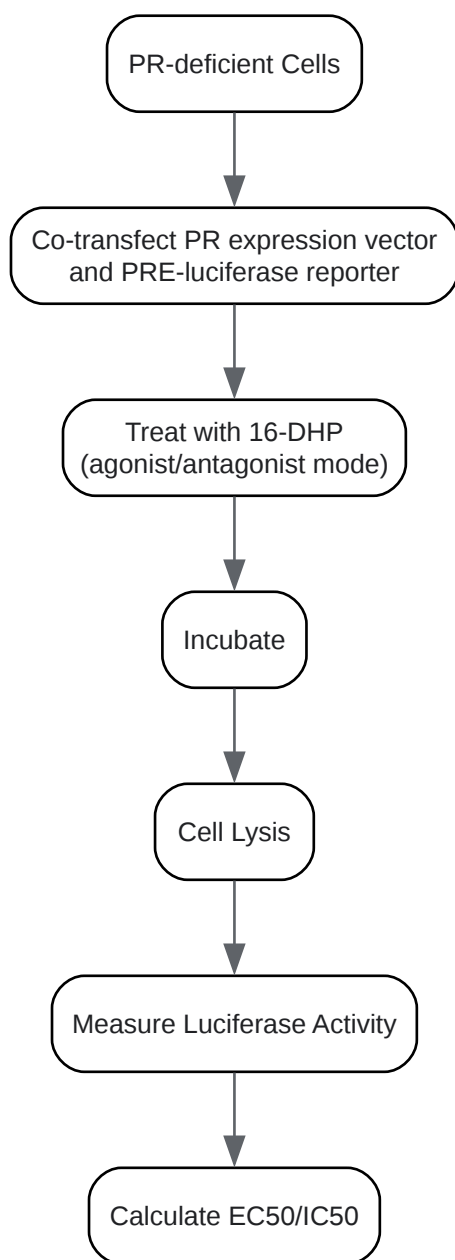 PR-deficient Cells
Co-transfect PR expression vector
and PRE-luciferase reporter
Treat with 16-DHP
(agonist/antagonist mode)
Incubate
Cell Lysis
Measure Luciferase Activity
Calculate EC50/IC50